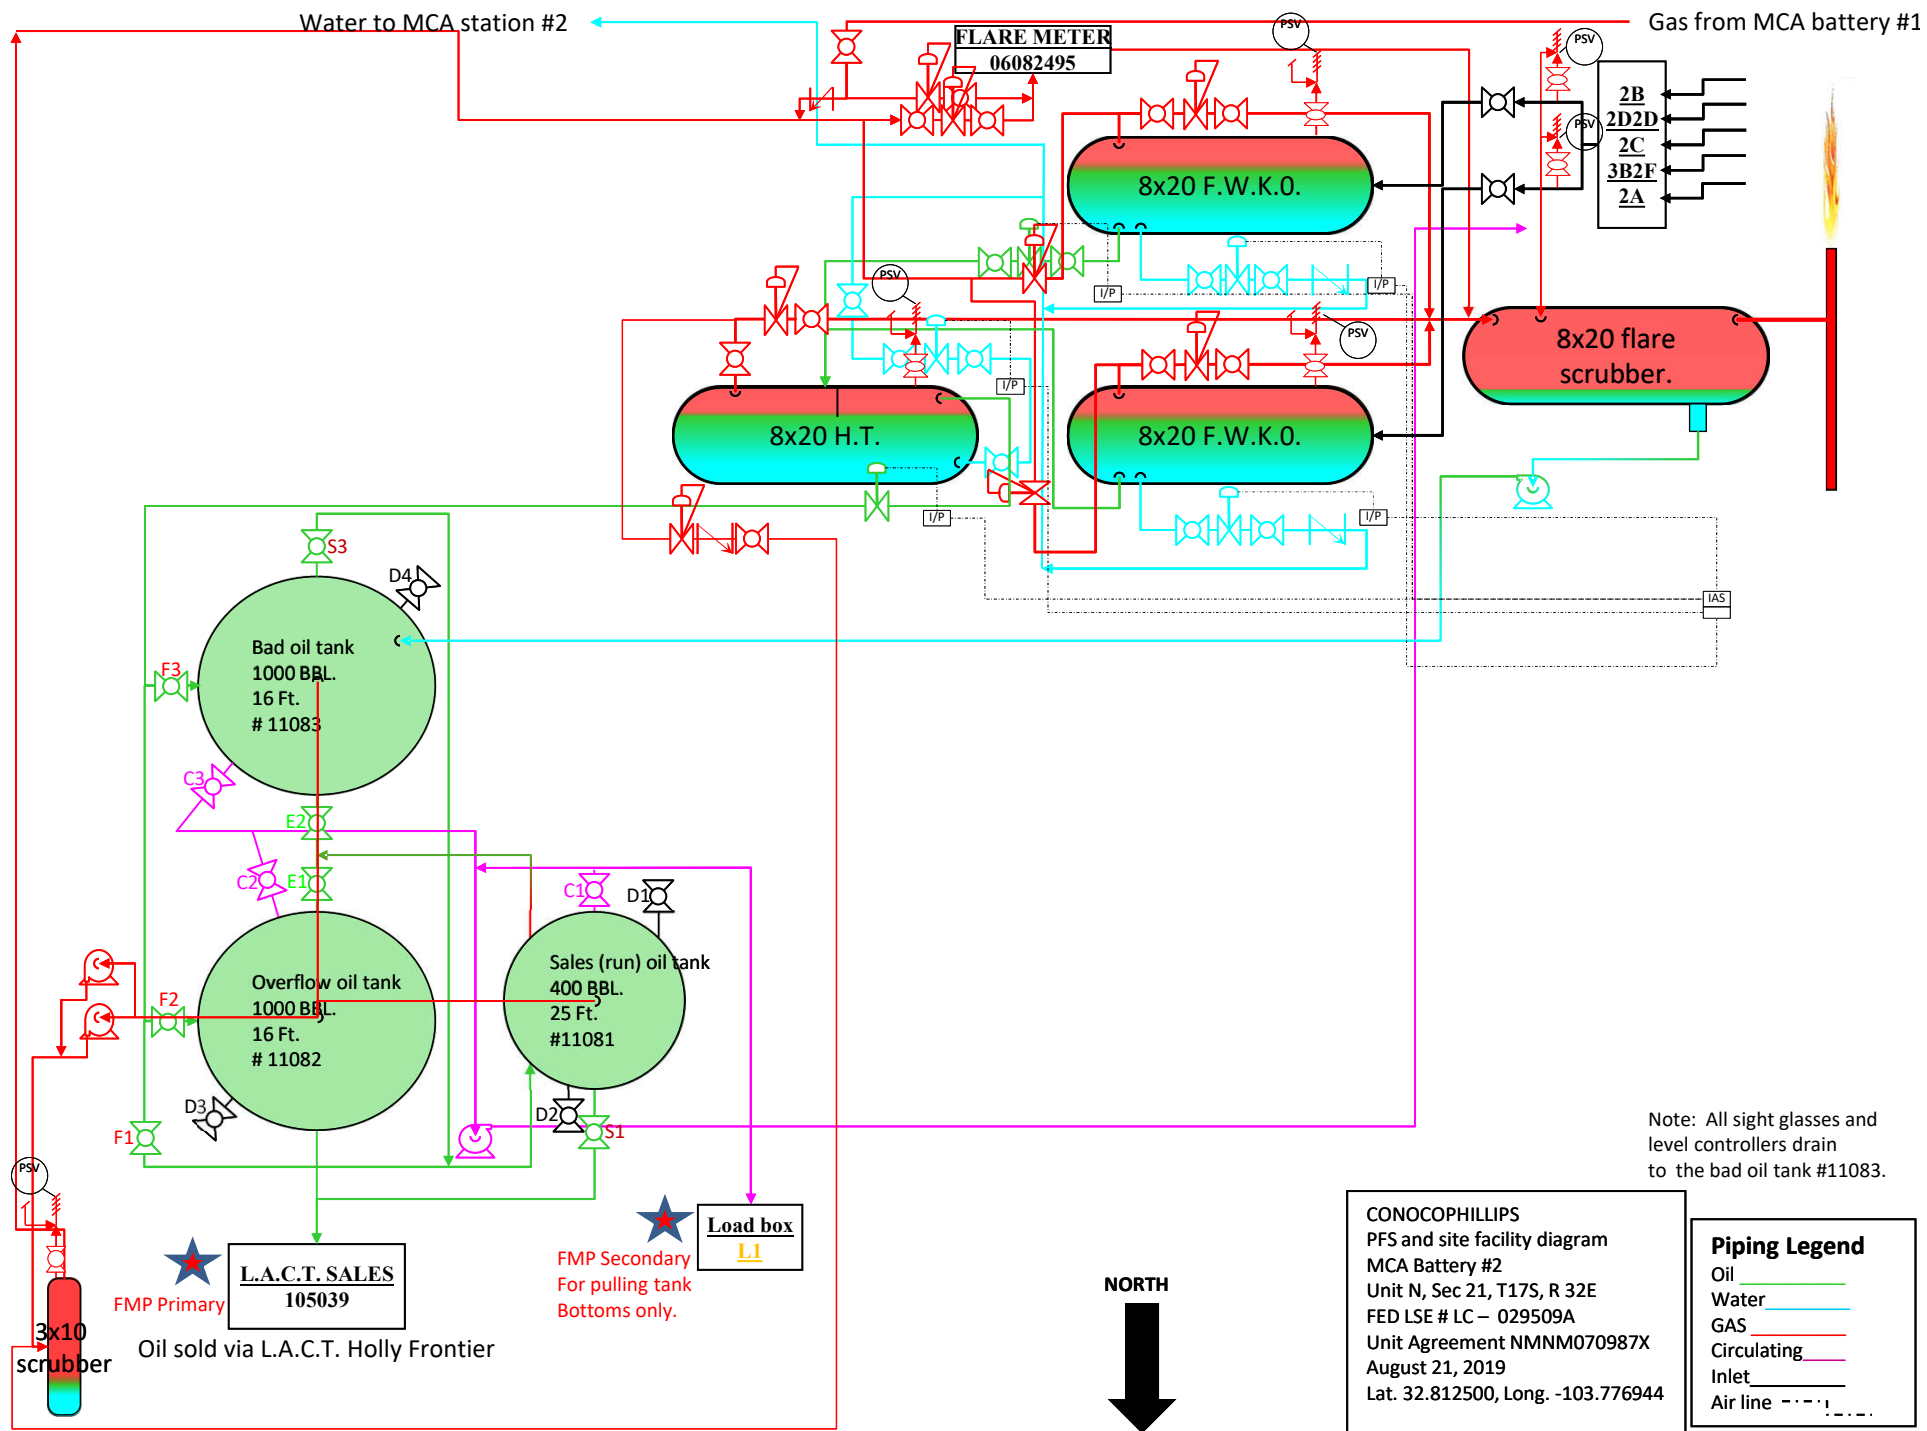 Water to MCA station #2
Gas from MCA battery #1
FLARE METER
06082495
PSV
PSV
PSV
2B
2D2D
2C
3B2F
2A
8x20 F.W.K.0.
I/P
I/P
PSV
PSV
8x20 flare
scrubber.
I/P
8x20 H.T.
8x20 F.W.K.0.
I/P
I/P
IAS
S3
D4
Bad oil tank
1000 BBL.
16 Ft.
# 11083
F3
C3
E2
C2
E1
C1
D1
Overflow oil tank
1000 BBL.
16 Ft.
# 11082
F2
Sales (run) oil tank
400 BBL.
25 Ft.
#11081
D3
D2
S1
F1
PSV
Note:  All sight glasses and
level controllers drain
to  the bad oil tank #11083.
L.A.C.T. SALES
105039
FMP Primary
Oil sold via L.A.C.T. Holly Frontier
Load box
L1
FMP Secondary
For pulling tank
Bottoms only.
3x10
scrubber
NORTH
CONOCOPHILLIPS
PFS and site facility diagram
MCA Battery #2
Unit N, Sec 21, T17S, R 32E
FED LSE # LC – 029509A
Unit Agreement NMNM070987X
August 21, 2019
Lat. 32.812500, Long. -103.776944
Piping Legend
Oil
Water
GAS
Circulating
Inlet
Air line